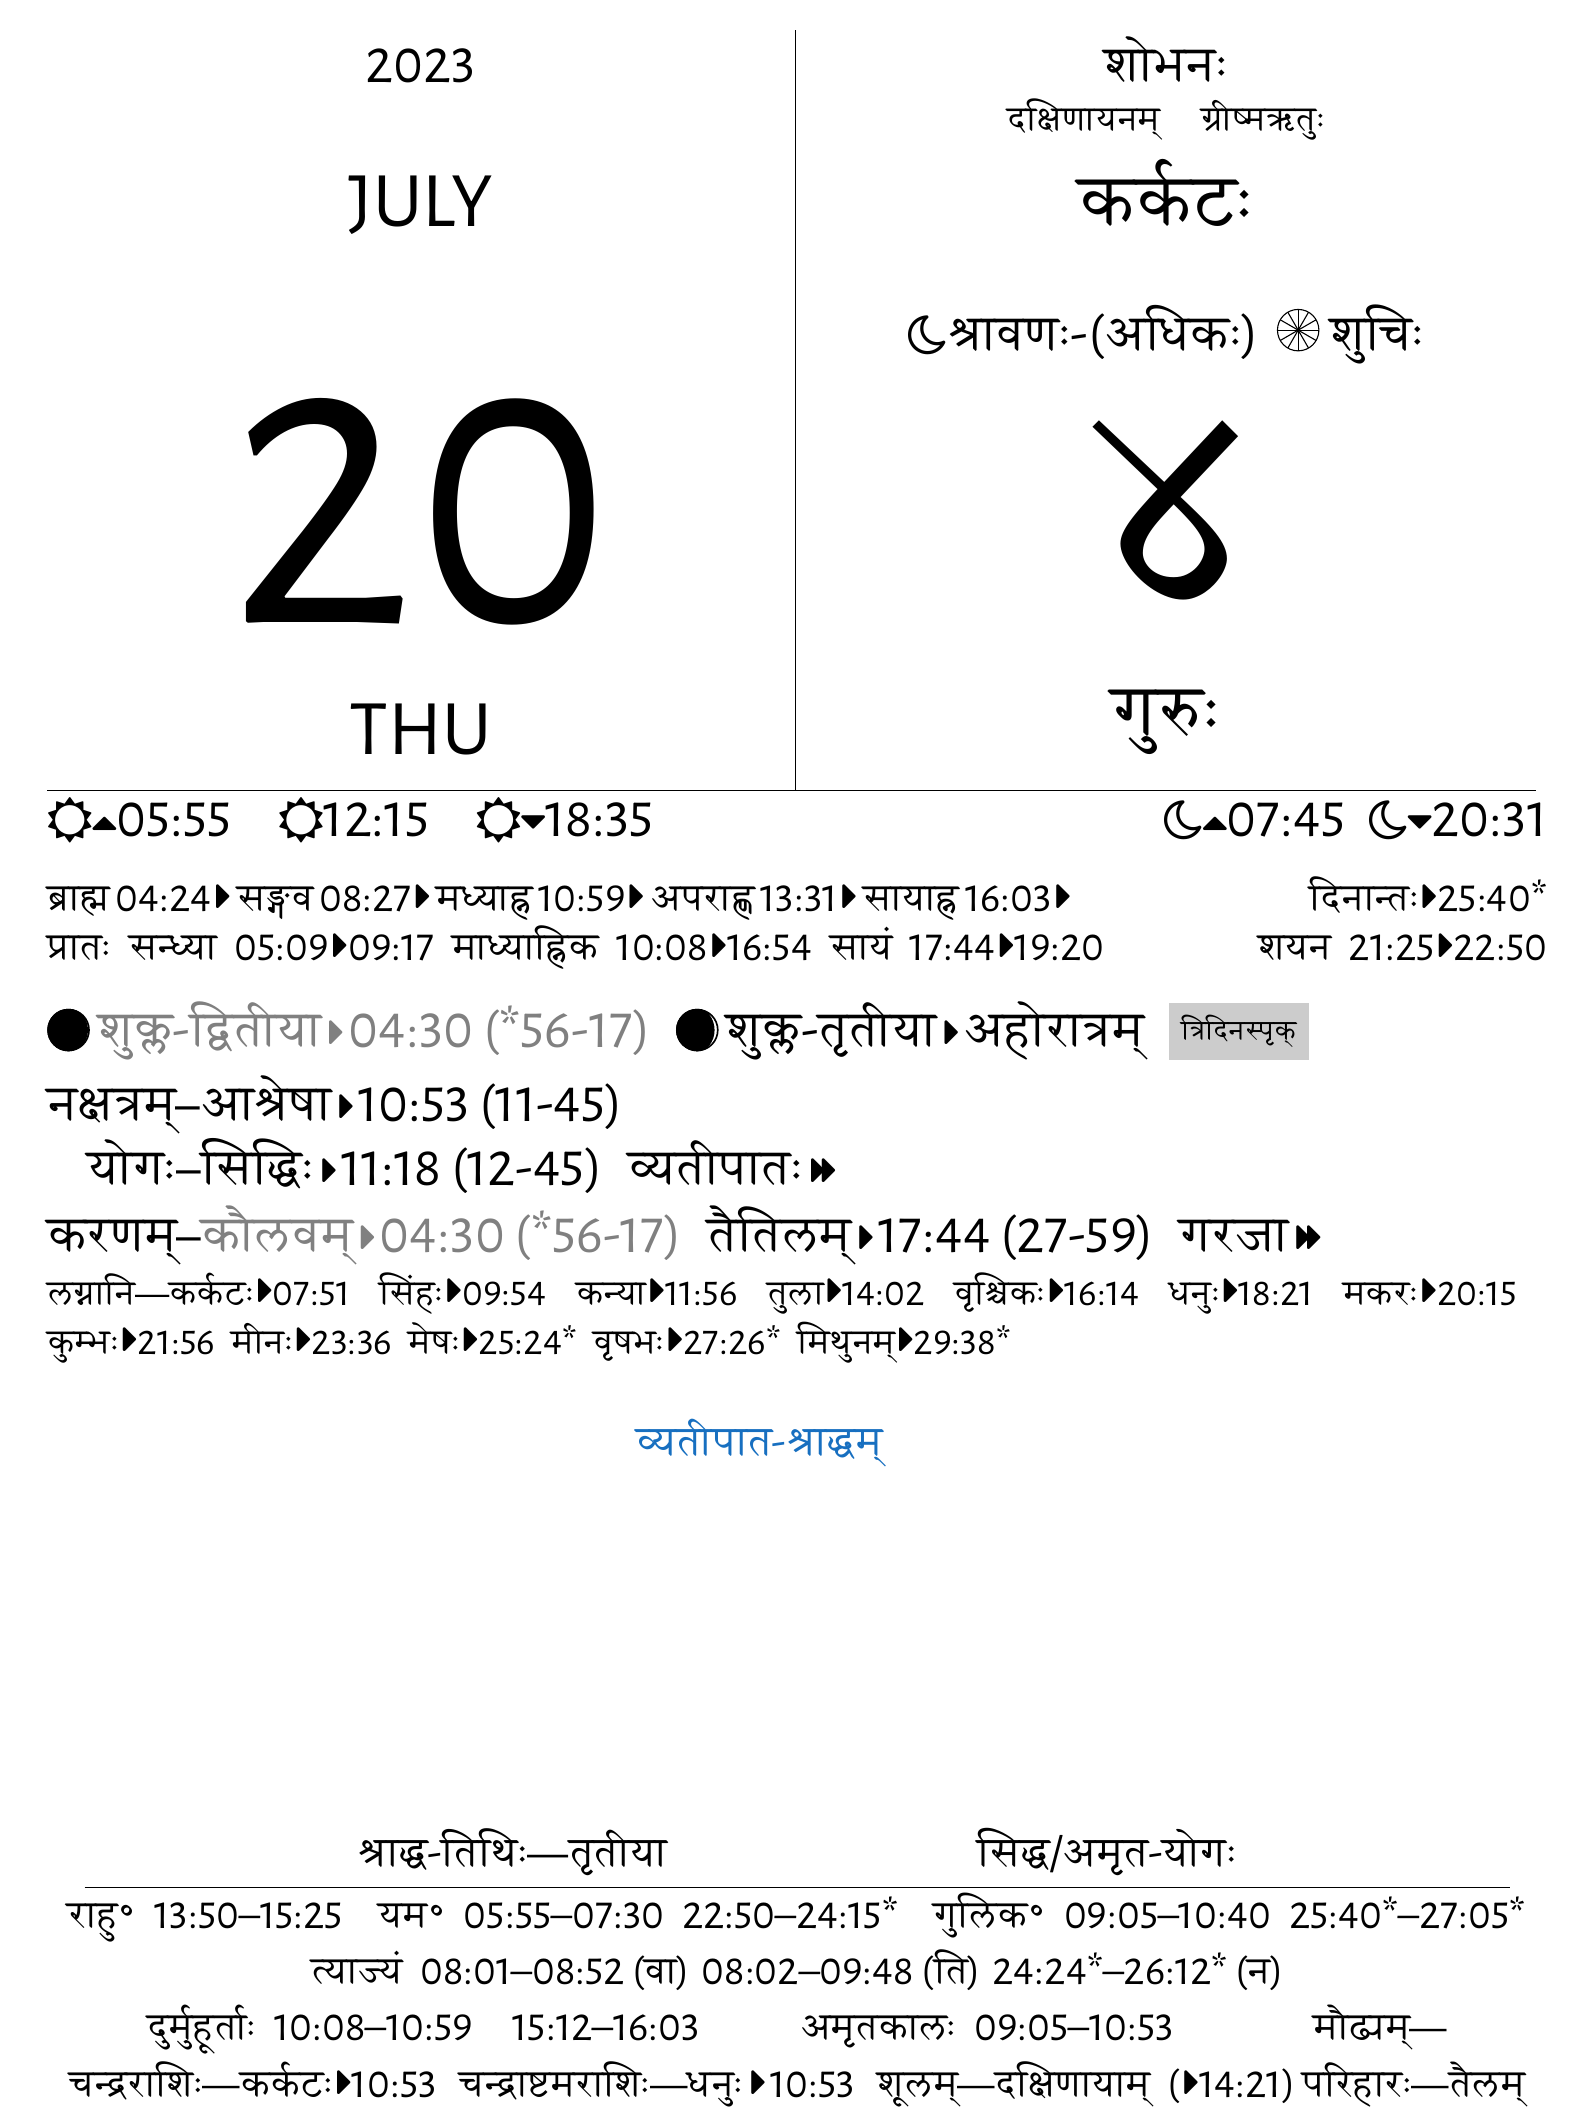 2023
JULY
20
THU
शोभनः
दक्षिणायनम् ग्रीष्मऋतुः
कर्कटः
श्रावणः-(अधिकः) शुचिः
४
गुरुः
05:55 12:15 18:35 07:45 20:31
ब्राह्म 04:24 सङ्गव 08:27 मध्याह्न 10:59 अपराह्ण 13:31 सायाह्न 16:03 दिनान्तः 25:40*
प्रातः सन्ध्या 05:09 09:17 माध्याह्निक 10:08 16:54 सायं 17:44 19:20 शयन 21:25 22:50
शुक्ल-द्वितीया 04:30 (*56-17) शुक्ल-तृतीया अहोरात्रम् त्रिदिनस्पृक्
नक्षत्रम्–आश्रेषा 10:53 (11-45)
योगः–सिद्धिः 11:18 (12-45) व्यतीपातः
करणम्–कौलवम् 04:30 (*56-17) तैतिलम् 17:44 (27-59) गरजा
लग्नानि—कर्कटः 07:51 सिंहः 09:54 कन्या 11:56 तुला 14:02 वृश्चिकः 16:14 धनुः 18:21 मकरः 20:15
कुम्भः 21:56 मीनः 23:36 मेषः 25:24* वृषभः 27:26* मिथुनम् 29:38*
व्यतीपात-श्राद्धम्
श्राद्ध-तिथिः—तृतीया सिद्ध/अमृत-योगः
राहु॰ 13:50–15:25 यम॰ 05:55–07:30 22:50–24:15* गुलिक॰ 09:05–10:40 25:40*–27:05*
त्याज्यं 08:01–08:52 (वा) 08:02–09:48 (ति) 24:24*–26:12* (न)
दुर्मुहूर्ताः 10:08–10:59 15:12–16:03 अमृतकालः 09:05–10:53 मौढ्यम्—
चन्द्रराशिः—कर्कटः 10:53 चन्द्राष्टमराशिः—धनुः 10:53 शूलम्—दक्षिणायाम् (14:21) परिहारः—तैलम्